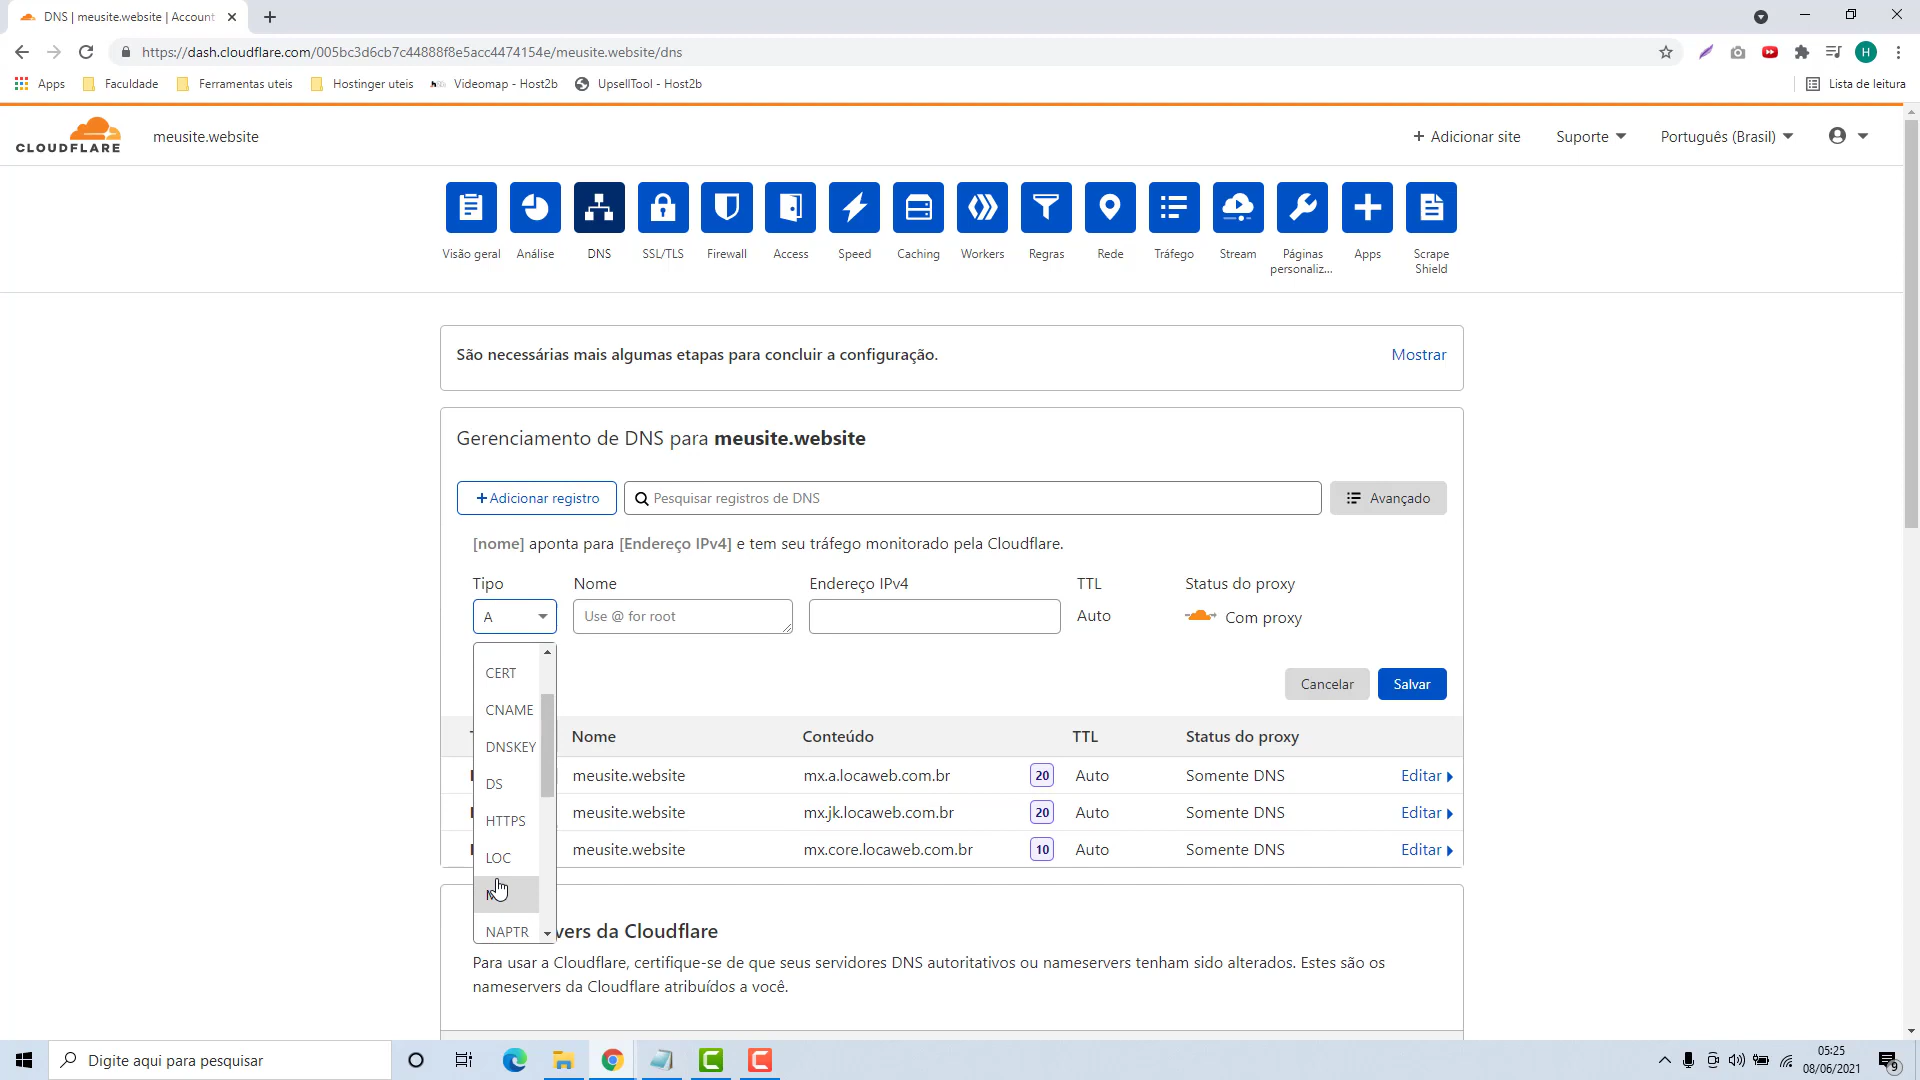 DNS | meusite.website | Account
https://dash.cloudflare.com/005bc3d6cb7c44888f8e5acc4474154e/meusite.website/dns
H
Apps
Faculdade
Ferramentas uteis
Hostinger uteis
Videomap - Host2b
UpsellTool - Host2b
Lista de leitura
CLOUDFLARE
meusite.website
+ Adicionar site
Suporte
Português (Brasil)
Visão geral
Análise
DNS
SSL/TLS
Firewall
Access
Speed
Caching
Workers
Regras
Rede
Tráfego
Stream
Páginas
personaliz...
Apps
Scrape
Shield
São necessárias mais algumas etapas para concluir a configuração.
Mostrar
Gerenciamento de DNS para meusite.website
+Adicionar registro
Pesquisar registros de DNS
Avançado
[nome] aponta para [Endereço IPv4] e tem seu tráfego monitorado pela Cloudflare.
Tipo
Nome
Endereço IPv4
TTL
Status do proxy
A
Use @ for root
Auto
Com proxy
CERT
CNAME
DNSKEY
DS
HTTPS
LOC
NAPTR
Cancelar
Salvar
Nome
Conteúdo
TTL
Status do proxy
meusite.website
mx.a.locaweb.com.br
20
Auto
Somente DNS
Editar
meusite.website
mx.jk.locaweb.com.br
20
Auto
Somente DNS
Editar
meusite.website
mx.core.locaweb.com.br
10
Auto
Somente DNS
Editar
vers da Cloudflare
Para usar a Cloudflare, certifique-se de que seus servidores DNS autoritativos ou nameservers tenham sido alterados. Estes são os
nameservers da Cloudflare atribuídos a você.
Digite aqui para pesquisar
05:25
08/06/2021
9